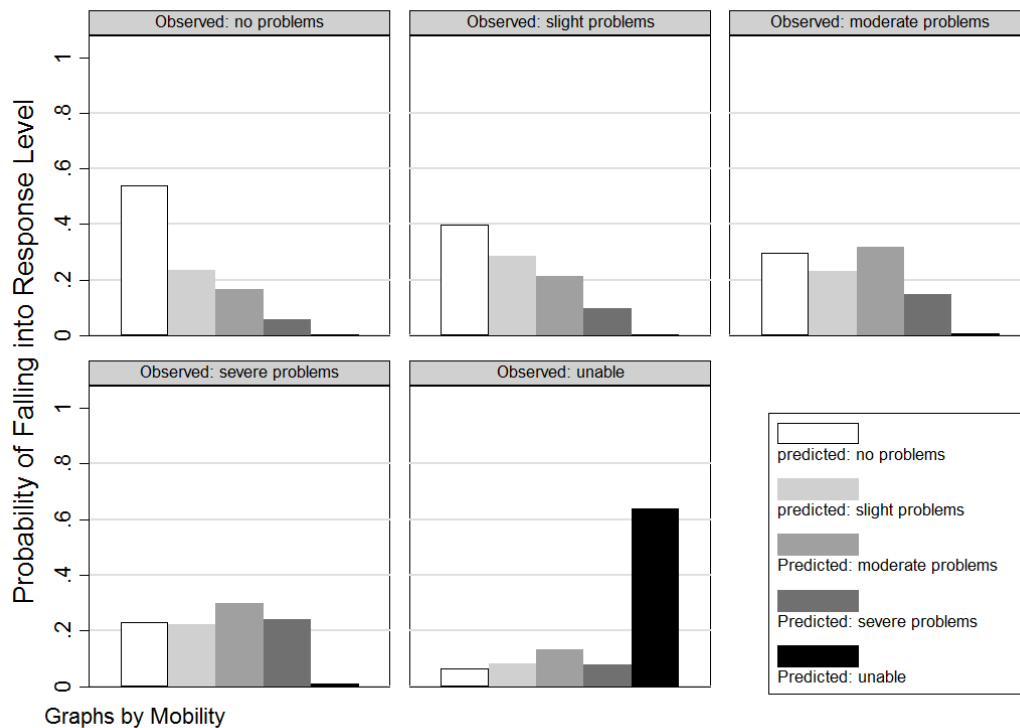 Observed: no problems
Observed: slight problems
Observed: moderate problems
Probability of Falling into Response Level
1
.8
.6
.4
.2
0
Observed: severe problems
Observed: unable
1
.8
.6
.4
.2
0
predicted: no problems
predicted: slight problems
Predicted: moderate problems
Predicted: severe problems
Predicted: unable
Graphs by Mobility